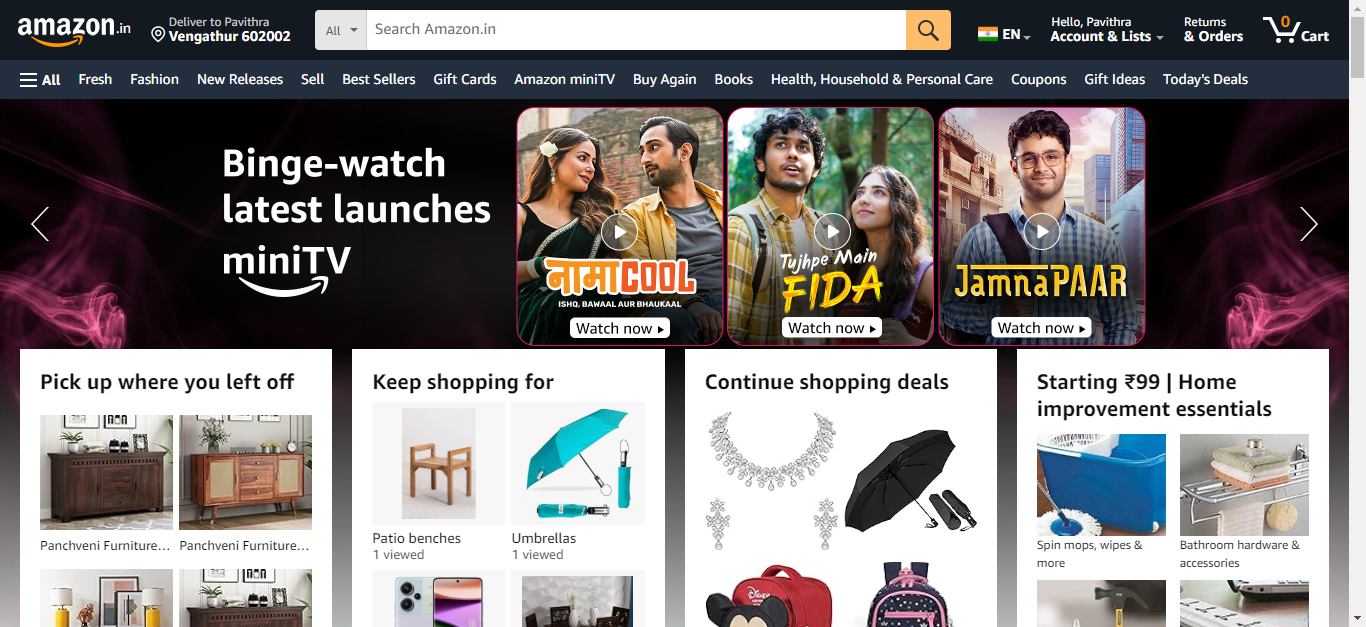 amazon.in
Deliver to Pavithra
Vengathur 602002
All
Search Amazon.in
EN
Hello, Pavithra
Account & Lists
Returns
& Orders
0
Cart
All
Fresh
Fashion
New Releases
Sell
Best Sellers
Gift Cards
Amazon miniTV
Buy Again
Books
Health, Household & Personal Care
Coupons
Gift Ideas
Today's Deals
Binge-watch
latest launches
miniTV
नामाCOOL
ISHQ, BAWAAL AUR BHAUKAAL
Watch now
Tujhpe Main
FIDA
Watch now
JamnaPAAR
Watch now
Pick up where you left off
Panchveni Furniture...
Panchveni Furniture...
Keep shopping for
Patio benches
1 viewed
Umbrellas
1 viewed
Continue shopping deals
Disney
Starting ₹99 | Home
improvement essentials
Spin mops, wipes &
more
Bathroom hardware &
accessories